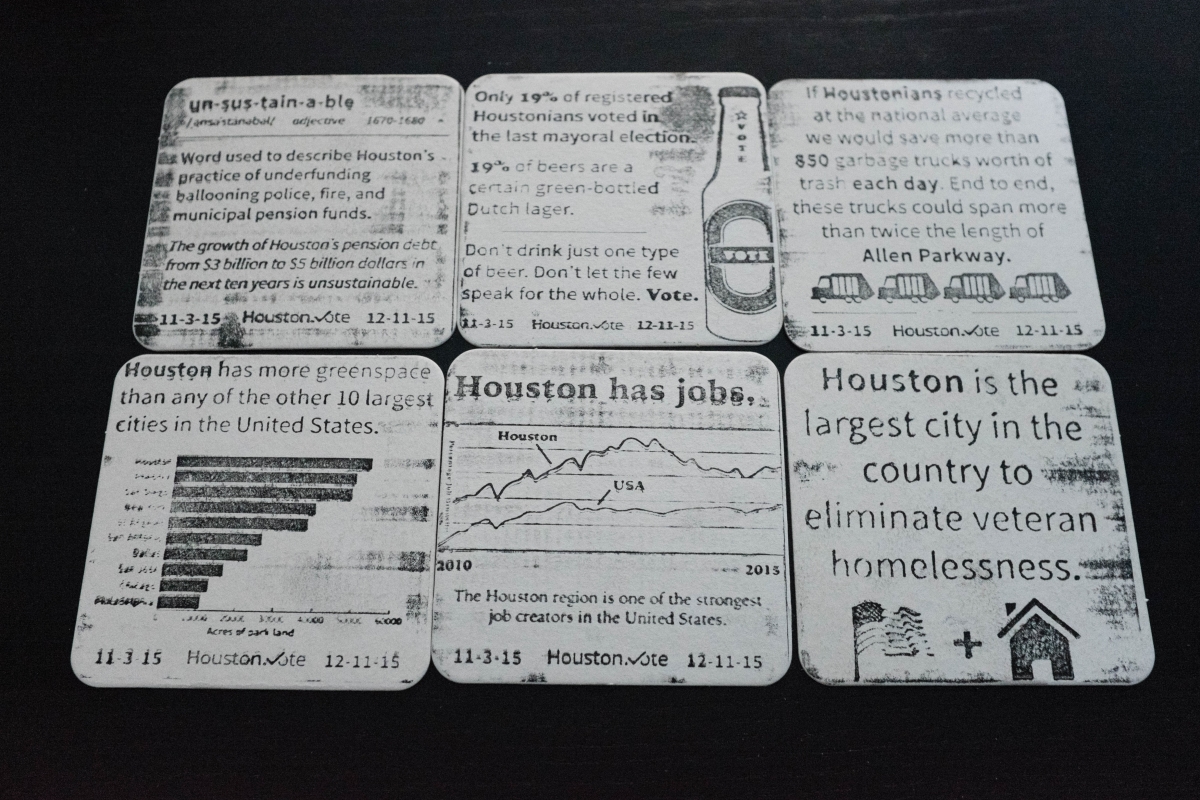 un-sus-tain-a-ble
adjective 1670-1680
Word used to describe Houston's
practice of underfunding
ballooning police, fire, and
municipal pension funds.
The growth of Houston's pension debt
from $3 billion to $5 billion dollars in
the next ten years is unsustainable.
11-3-15 Houston.Vote 12-11-15
Only 19% of registered
Houstonians voted in
the last mayoral election.
19% of beers are a
certain green-bottled
Dutch lager.
Don't drink just one type
of beer. Don't let the few
speak for the whole. Vote.
11-3-15 Houston.Vote 12-11-15
VOTE
VOTE
If Houstonians recycled
at the national average
we would save more than
850 garbage trucks worth of
trash each day. End to end,
these trucks could span more
than twice the length of
Allen Parkway.
11-3-15 Houston.Vote 12-11-15
Houston has more greenspace
than any of the other 10 largest
cities in the United States.
Houston
San Diego
Dallas
San Jose
Chicago
Philadelphia
60000
Acres of park land
11-3-15 Houston.Vote 12-11-15
Houston has jobs.
Houston
USA
2010 2015
The Houston region is one of the strongest
job creators in the United States.
11-3-15 Houston.Vote 12-11-15
Houston is the
largest city in the
country to
eliminate veteran
homelessness.
+